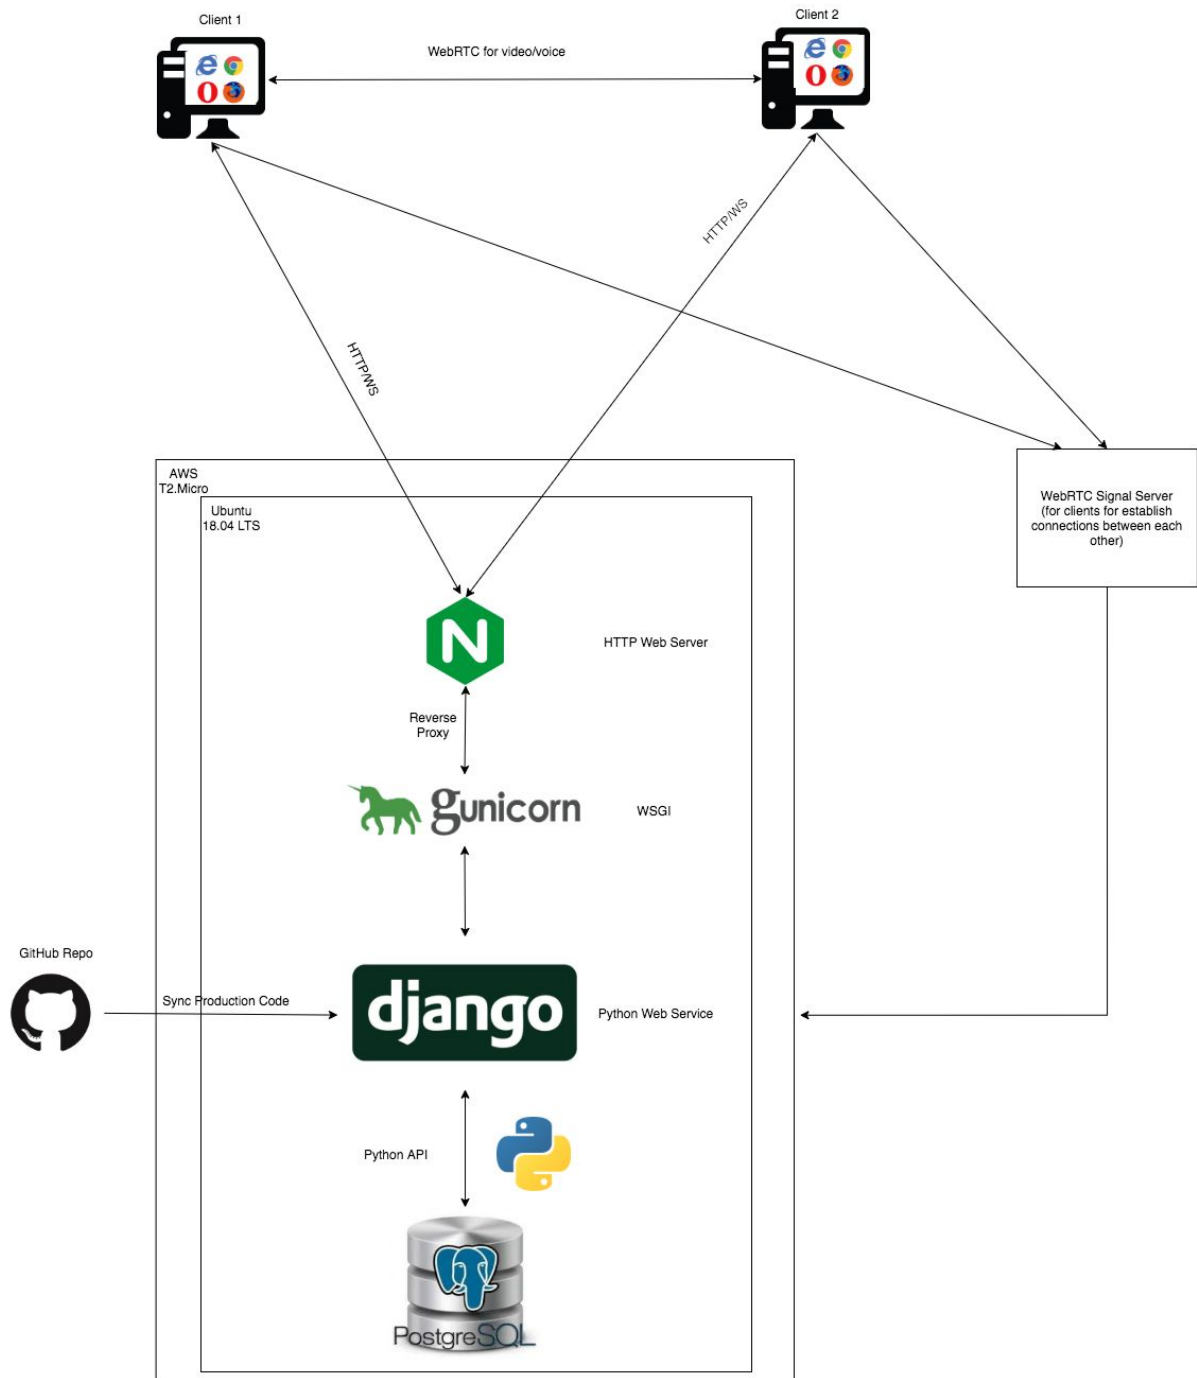 Client 1
Client 2
WebRTC for video/voice
HTTP/WS
HTTP/WS
AWS
T2.Micro
Ubuntu
18.04 LTS
WebRTC Signal Server
(for clients for establish
connections between each
other)
N
HTTP Web Server
Reverse
Proxy
gunicorn
WSGI
GitHub Repo
Sync Production Code
django
Python Web Service
Python API
PostgreSQL